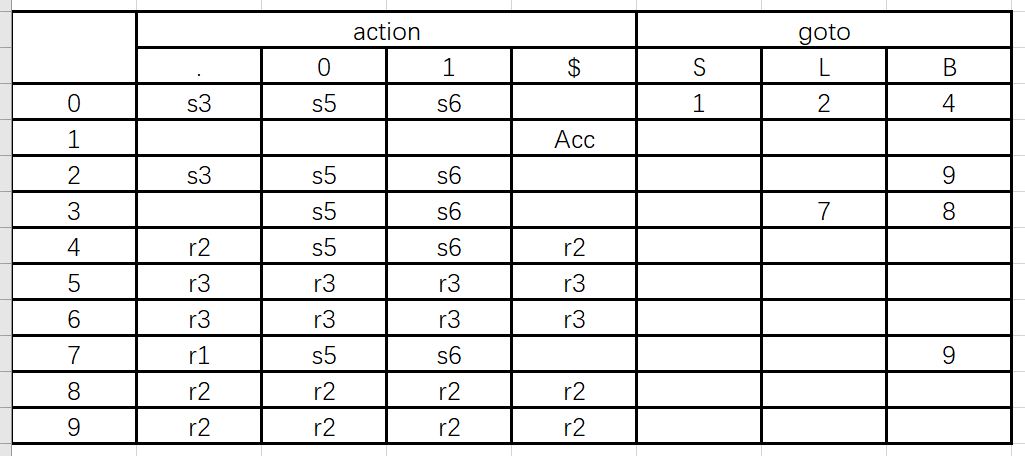 action goto
. 0 1 $ S L B
0 s3 s5 s6 1 2 4
1 Acc
2 s3 s5 s6 9
3 s5 s6 7 8
4 r2 s5 s6 r2
5 r3 r3 r3 r3
6 r3 r3 r3 r3
7 r1 s5 s6 9
8 r2 r2 r2 r2
9 r2 r2 r2 r2